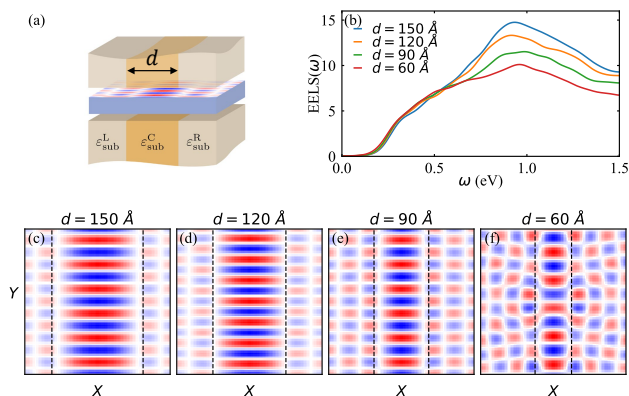 (a)
d
ε_sub^L ε_sub^C ε_sub^R
(b)
d = 150 Å
d = 120 Å
d = 90 Å
d = 60 Å
EELS(ω)
15
10
5
0
0.0 0.5 1.0 1.5
ω (eV)
d = 150 Å d = 120 Å d = 90 Å d = 60 Å
(c) (d) (e) (f)
Y
X X X X